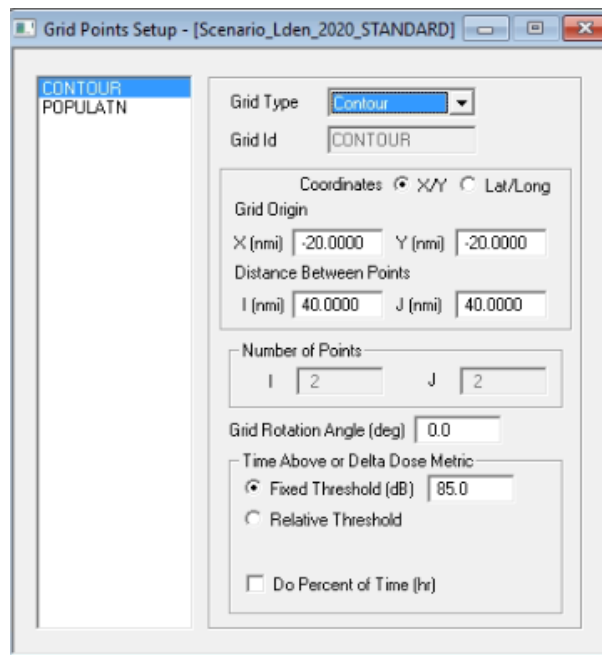 Grid Points Setup - [Scenario_Lden_2020_STANDARD]
CONTOUR
POPULATN
Grid Type Contour
Grid Id CONTOUR
Coordinates X/Y Lat/Long
Grid Origin
X (nmi) -20.0000 Y (nmi) -20.0000
Distance Between Points
I (nmi) 40.0000 J (nmi) 40.0000
Number of Points
I 2 J 2
Grid Rotation Angle (deg) 0.0
Time Above or Delta Dose Metric
Fixed Threshold (dB) 85.0
Relative Threshold
Do Percent of Time (hr)